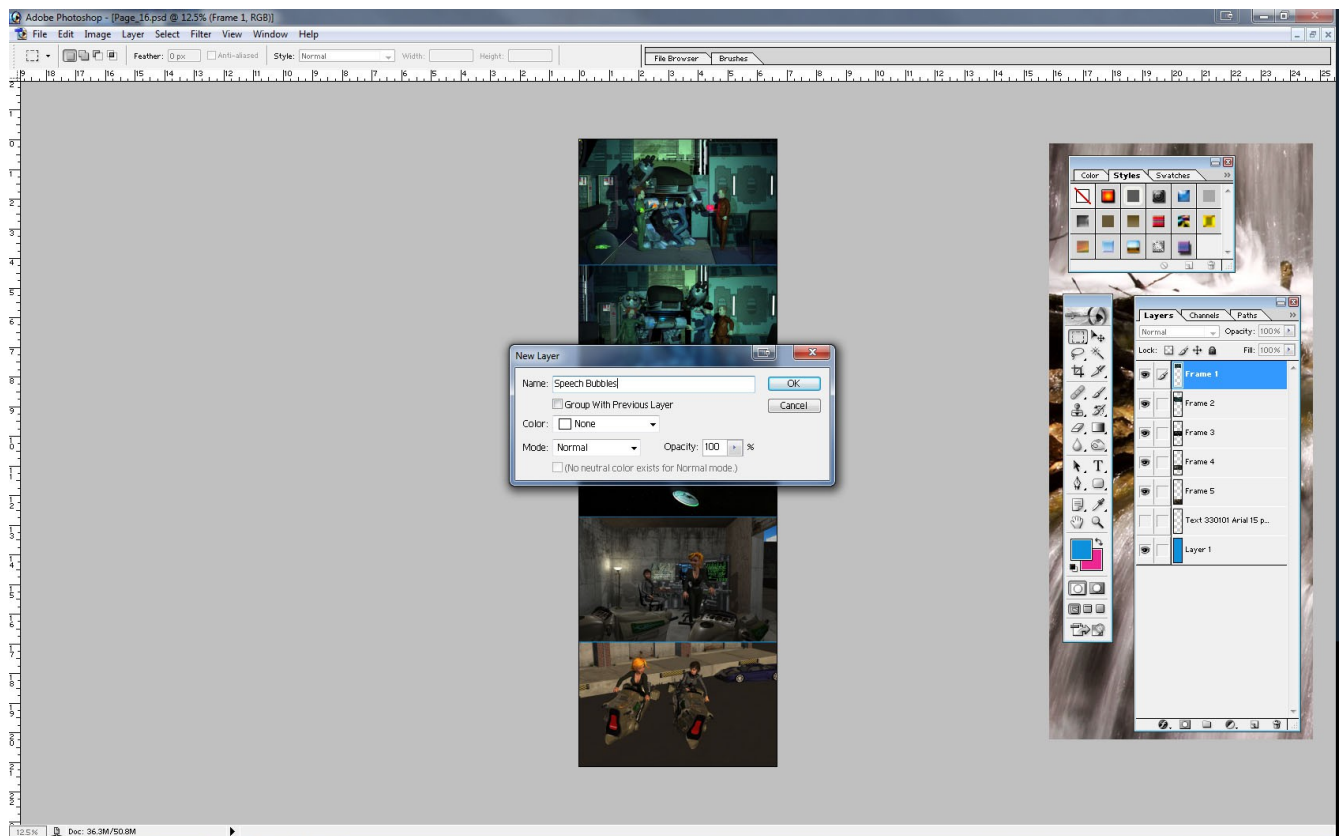 Adobe Photoshop - [Page_16.psd @ 12.5% (Frame 1, RGB)]
File Edit Image Layer Select Filter View Window Help
Feather: 0 px Anti-aliased Style: Normal Width: Height:
File Browser Brushes
Color Styles Swatches
New Layer
Name: Speech Bubbles
OK
Group With Previous Layer
Cancel
Color: None
Mode: Normal Opacity: 100 %
(No neutral color exists for Normal mode.)
Layers Channels Paths
Normal Opacity: 100%
Lock: Fill: 100%
Frame 1
Frame 2
Frame 3
Frame 4
Frame 5
Text 330101 Arial 15 p...
Layer 1
12.5% Doc: 36.3M/50.8M